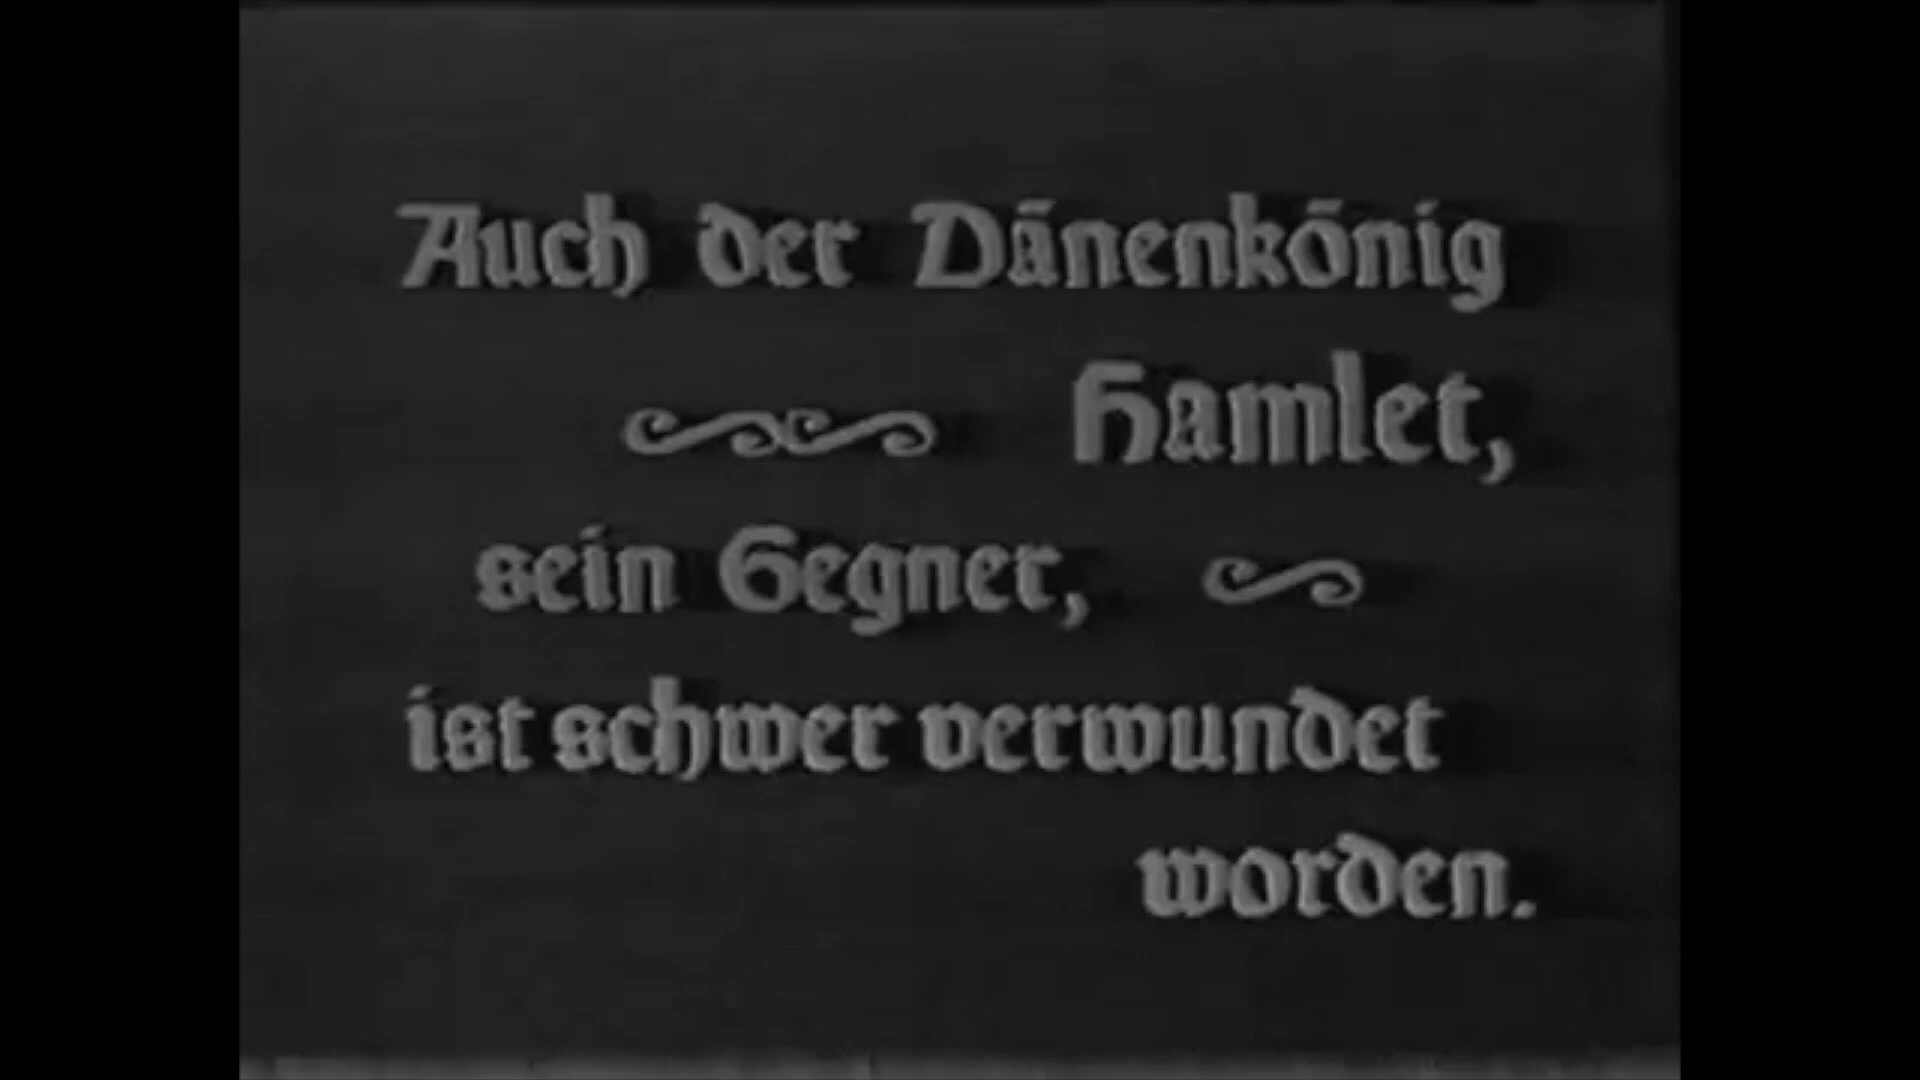 Auch der Dänenkönig
Hamlet,
sein Gegner,
ist schwer verwundet
worden.